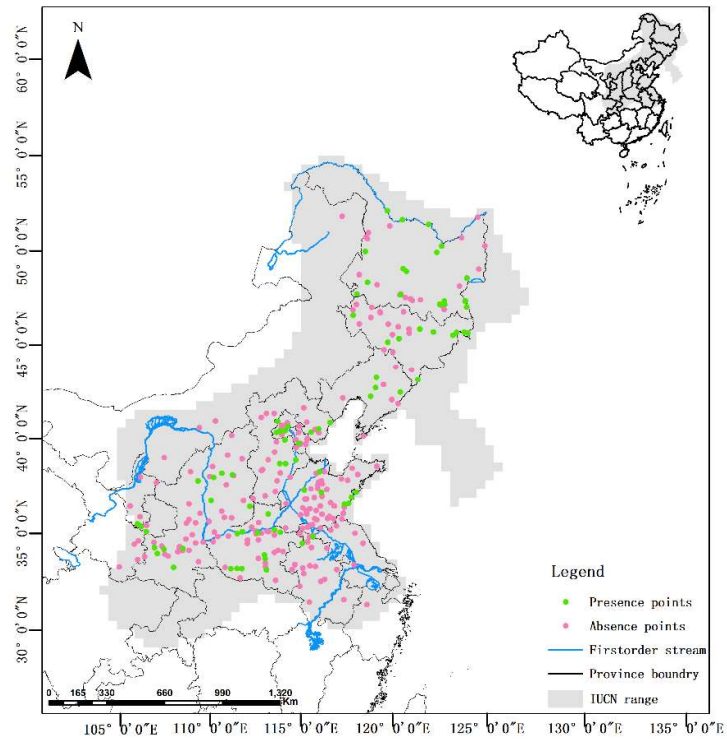 N
60° 0′0″N
55° 0′0″N
50° 0′0″N
45° 0′0″N
40° 0′0″N
35° 0′0″N
30° 0′0″N
Legend
Presence points
Absence points
Firstorder stream
Province boundry
IUCN range
0 165 330 660 990 1,320
Km
105° 0′0″E 110° 0′0″E 115° 0′0″E 120° 0′0″E 125° 0′0″E 130° 0′0″E 135° 0′0″E